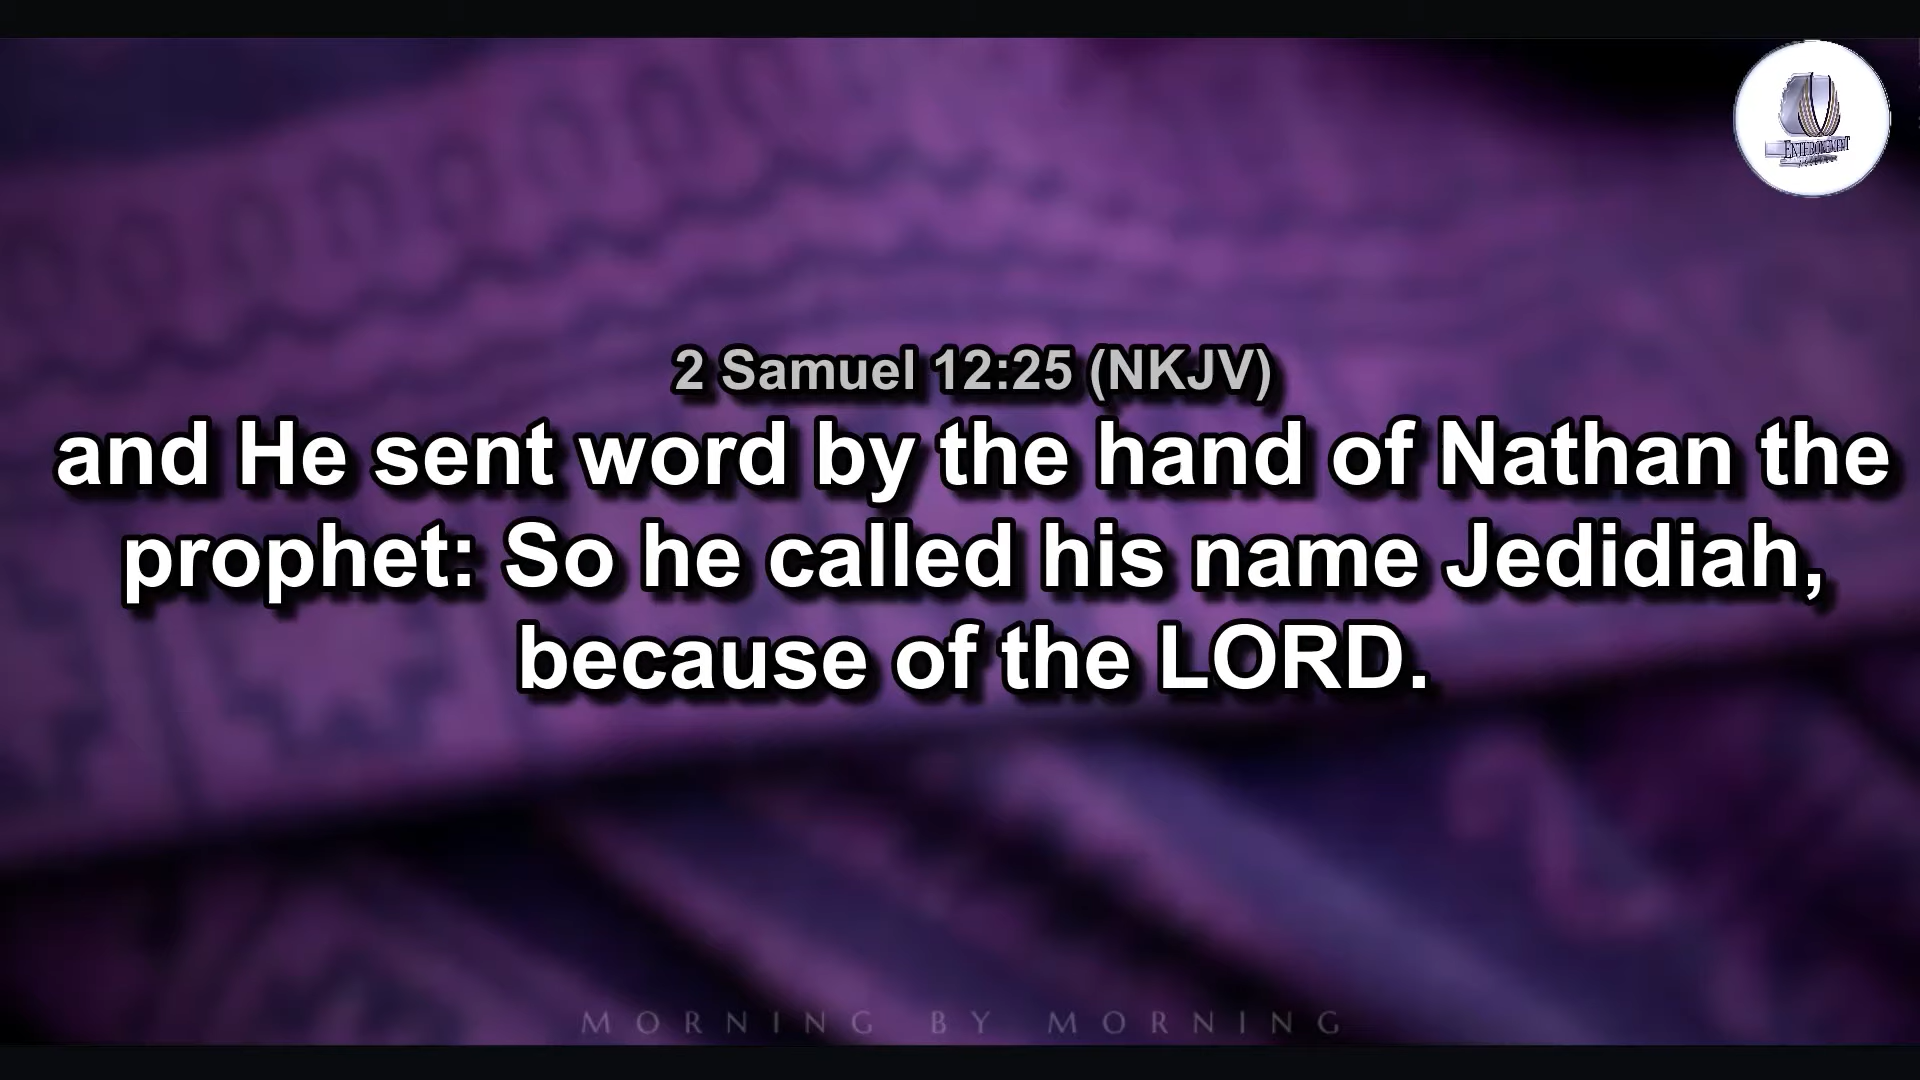 2 Samuel 12:25 (NKJV)
and He sent word by the hand of Nathan the
prophet: So he called his name Jedidiah,
because of the LORD.
MORNING BY MORNING